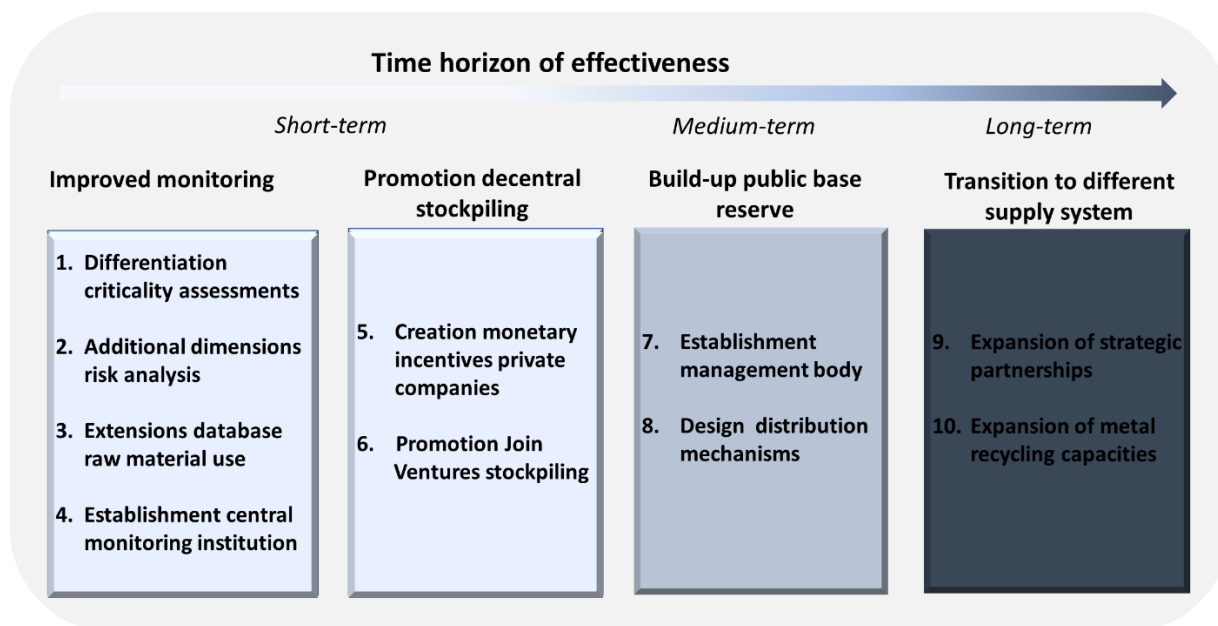 Time horizon of effectiveness
Short-term
Medium-term
Long-term
Improved monitoring
1. Differentiation
criticality assessments
2. Additional dimensions
risk analysis
3. Extensions database
raw material use
4. Establishment central
monitoring institution
Promotion decentral
stockpiling
5. Creation monetary
incentives private
companies
6. Promotion Join
Ventures stockpiling
Build-up public base
reserve
7. Establishment
management body
8. Design distribution
mechanisms
Transition to different
supply system
9. Expansion of strategic
partnerships
10. Expansion of metal
recycling capacities